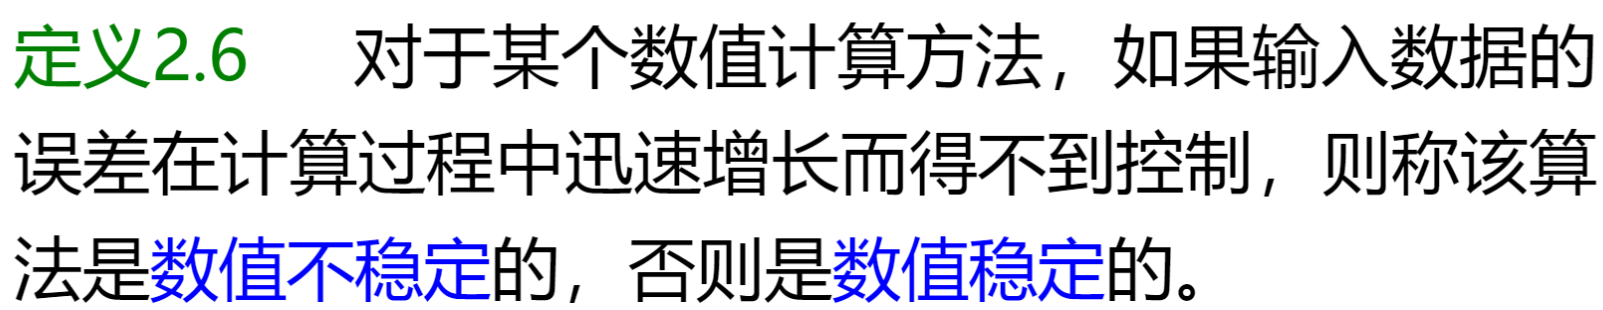 定义2.6 对于某个数值计算方法，如果输入数据的
误差在计算过程中迅速增长而得不到控制，则称该算
法是数值不稳定的，否则是数值稳定的。